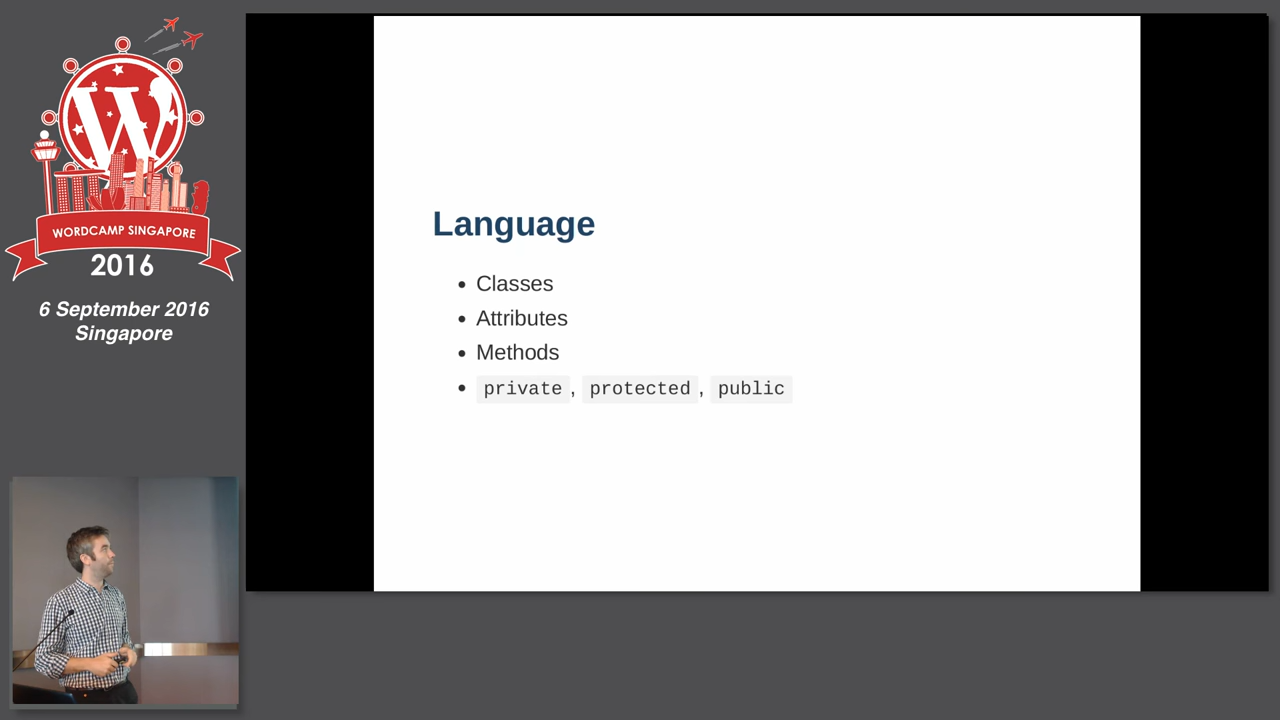 WORDCAMP SINGAPORE
2016
6 September 2016
Singapore
Language
Classes
Attributes
Methods
private, protected, public